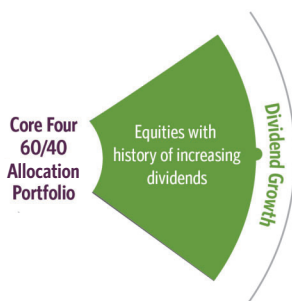 Core Four
60/40
Allocation
Portfolio
Equities with
history of increasing
dividends
Dividend Growth